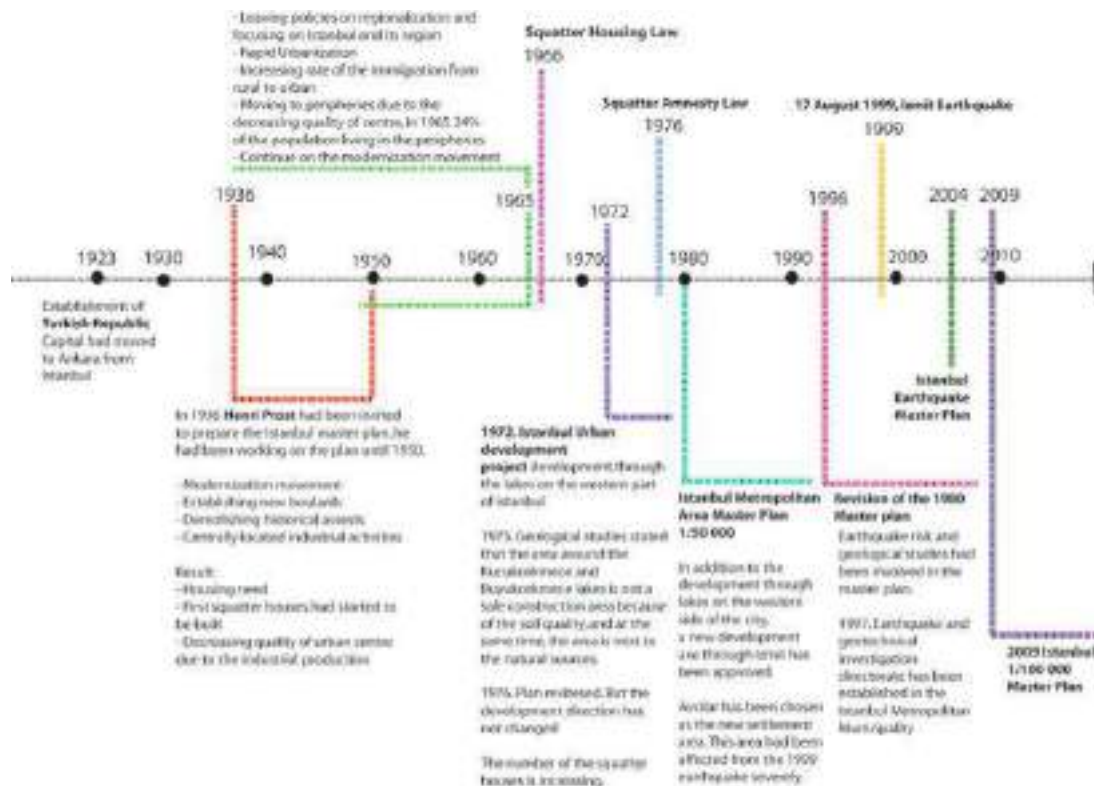 - Leaving policies on regionalization and
focusing on Istanbul and its region
- Rapid Urbanization
- Increasing rate of the immigration from
rural to urban
- Moving to peripheries due to the
decreasing quality of centre, In 1965 34%
of the population living in the peripheries
- Continue on the modernization movement
Squatter Housing Law
1966
Squatter Amnesty Law
1976
17 August 1999, Izmit Earthquake
1999
1936
1965
1972
1996
2004
2009
1923
1930
1940
1950
1960
1970
1980
1990
2000
2010
Establishment of
Turkish Republic
Capital had moved
to Ankara from
Istanbul
In 1936 Henri Prost had been invited
to prepare the Istanbul master plan, he
had been working on the plan until 1950.
- Modernization movement
- Establishing new boulards
- Demolishing historical
- Centrally located industrial activities
Result:
- Housing need
- First squatter houses had started to
be built
- Decreasing quality of urban centre
due to the industrial production
1972, Istanbul Urban
development
project development through
the lakes on the western part
of istanbul
1975, Geological studies stated
that the area around the
Kucukcekmece and
Buyukcekmece lakes is not a
safe construction area because
of the soil quality, and at the
same time, the area is next to
the natural sources.
1976, Plan endorsed. But the
development direction has
not changed
The number of the squatter
houses is increasing.
Istanbul Metropolitan
Area Master Plan
1:50 000
In addition to the
development through
lakes on the western
side of the city,
a new development
axe through Izmit has
been approved.
Avcilar has been chosen
as the new settlement
area. This area had been
affected from the 1999
earthquake severely.
Revision of the 1980
Master plan
Earthquake risk and
geological studies had
been involved in the
master plan.
1997, Earthquake and
geotechnical
investigation
directorate has been
established in the
Istanbul Metropolitan
Municipality
Istanbul
Earthquake
Master Plan
2009 Istanbul
1/100 000
Master Plan